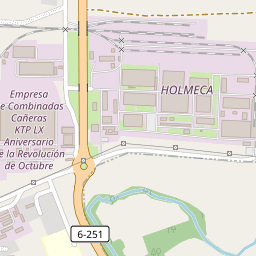 HOLMECA
Empresa
de Combinadas
Cañeras
KTP LX
Aniversario
de la Revolución
de Octubre
6-251